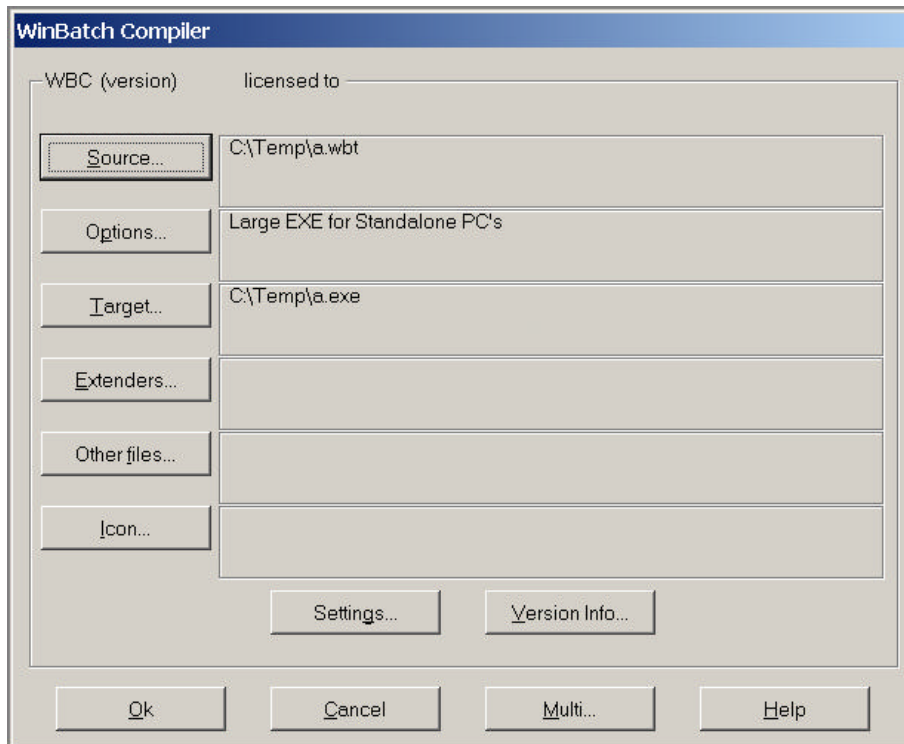 WinBatch Compiler
WBC (version) licensed to
Source... C:\Temp\a.wbt
Options... Large EXE for Standalone PC's
Target... C:\Temp\a.exe
Extenders...
Other files...
Icon...
Settings... Version Info...
Ok Cancel Multi... Help